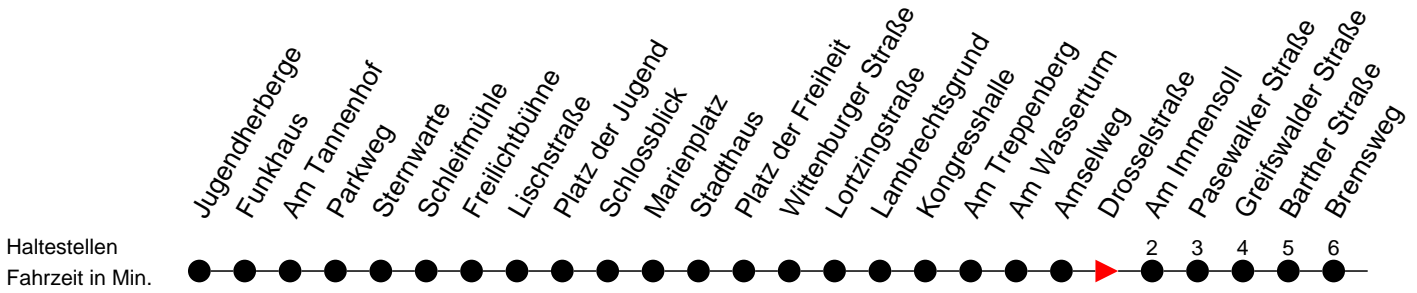 Jugendherberge
Funkhaus
Am Tannenhof
Parkweg
Sternwarte
Schleifmühle
Freilichtbühne
Lischstraße
Platz der Jugend
Schlossblick
Marienplatz
Stadthaus
Platz der Freiheit
Wittenburger Straße
Lortzingstraße
Lambrechtsgrund
Kongresshalle
Am Treppenberg
Am Wasserturm
Amselweg
Drosselstraße
Am Immensoll
Pasewalker Straße
Greifswalder Straße
Barther Straße
Bremsweg
Haltestellen
2 3 4 5 6
Fahrzeit in Min.